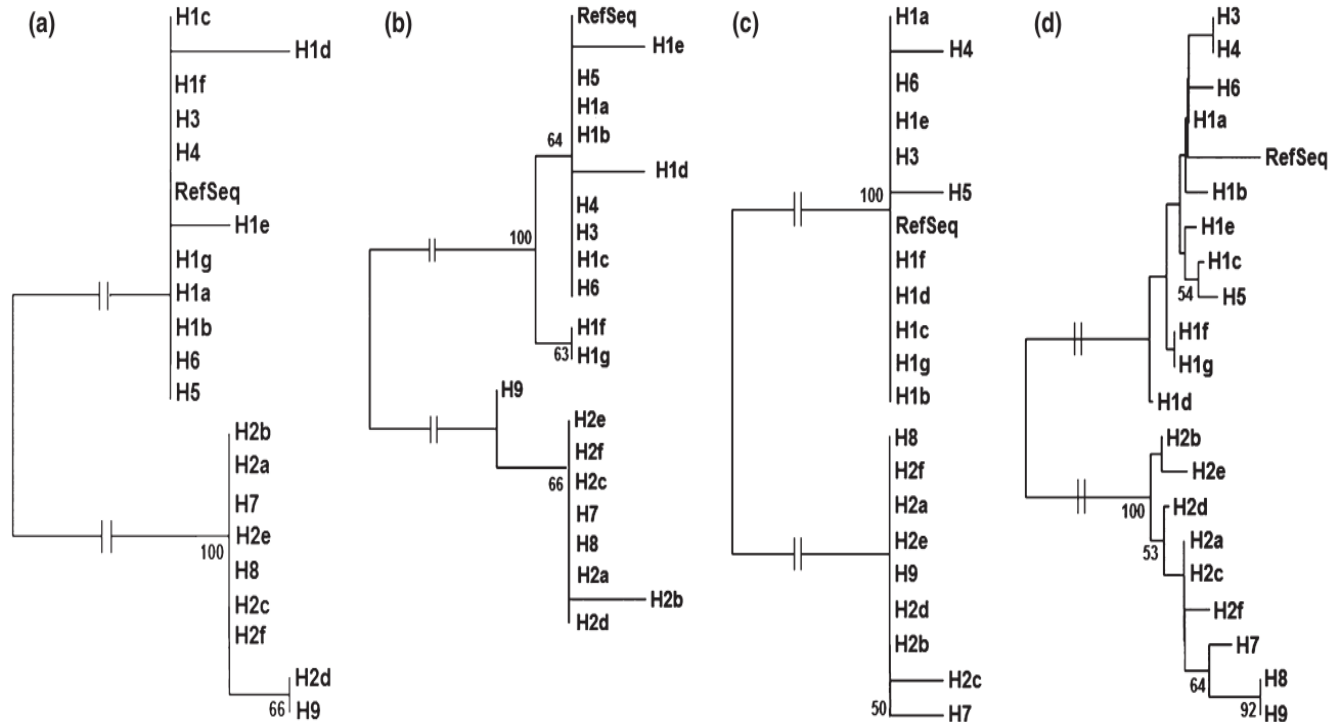 (a)
H1c
H1d
H1f
H3
H4
RefSeq
H1e
H1g
H1a
H1b
H6
H5
H2b
H2a
H7
H2e
100
H8
H2c
H2f
H2d
66
H9
(b)
RefSeq
H1e
H5
H1a
H1b
64
H1d
H4
H3
100
H1c
H6
H1f
63
H1g
H9
H2e
H2f
66
H2c
H7
H8
H2a
H2b
H2d
(c)
H1a
H4
H6
H1e
H3
100
H5
RefSeq
H1f
H1d
H1c
H1g
H1b
H8
H2f
H2a
H2e
H9
H2d
H2b
H2c
50
H7
(d)
H3
H4
H6
H1a
RefSeq
H1b
H1e
H1c
54
H5
H1f
H1g
H1d
H2b
H2e
100
H2d
53
H2a
H2c
H2f
H7
64
H8
92
H9